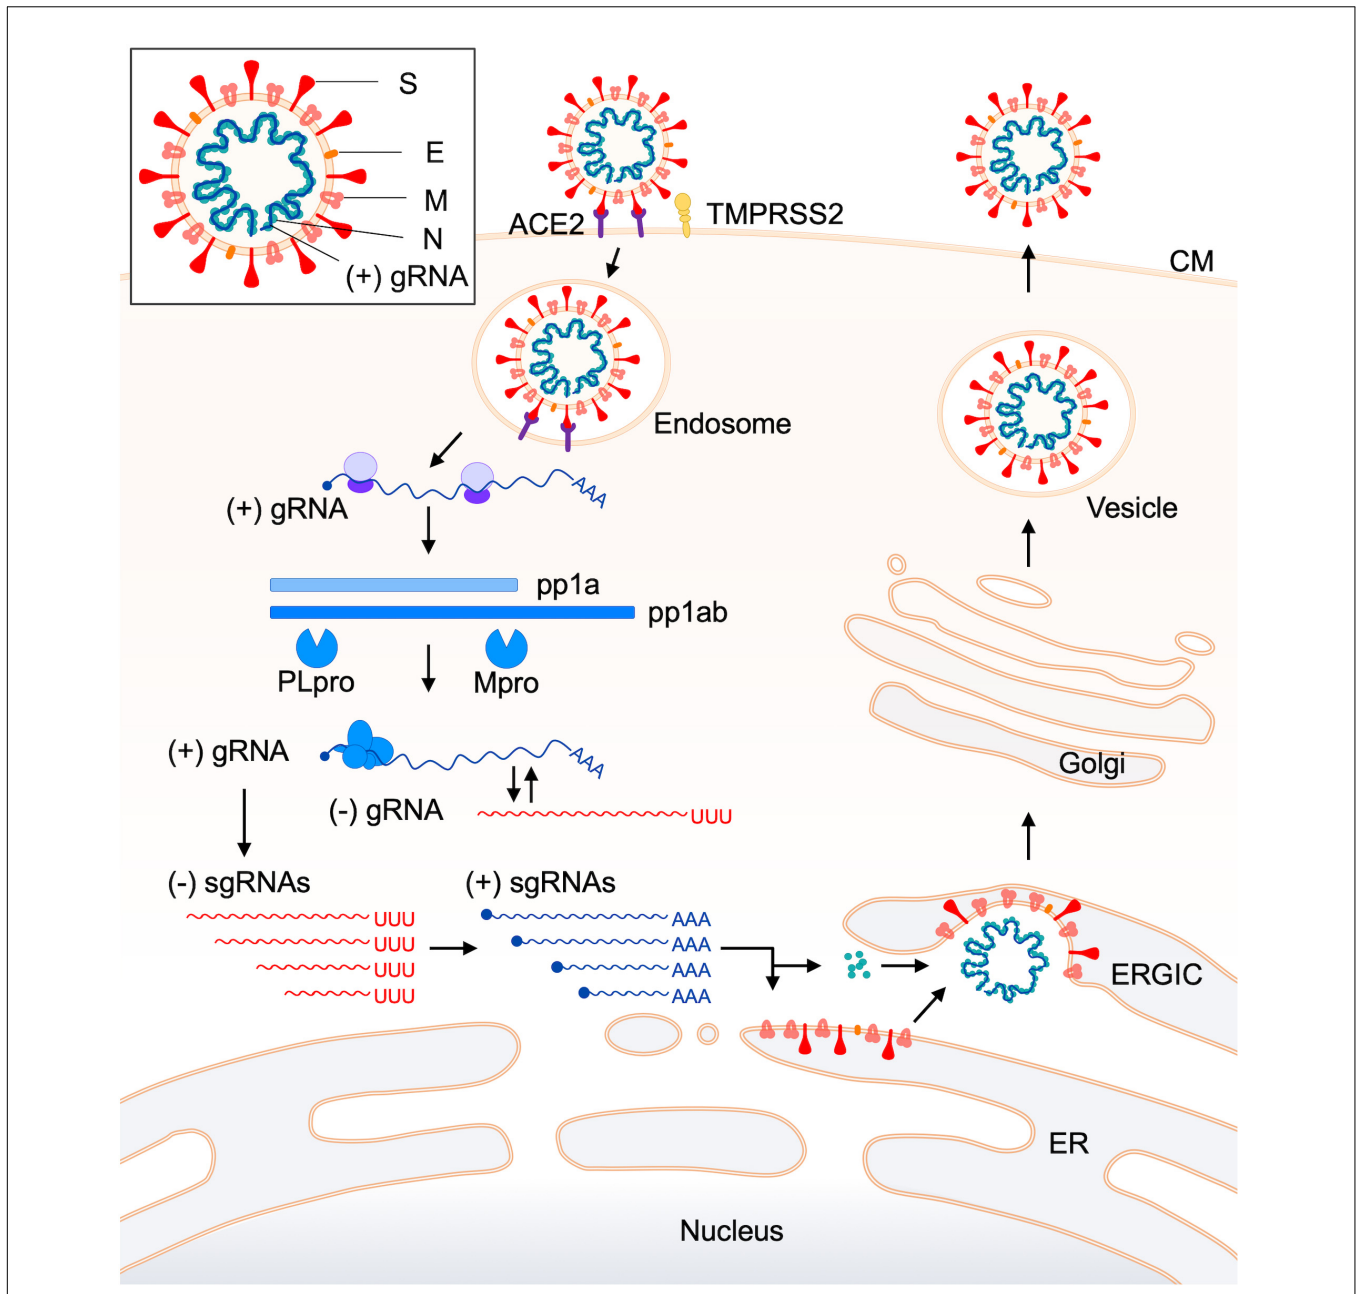 S
E
M
N
(+) gRNA
ACE2
TMPRSS2
CM
Endosome
AAA
(+) gRNA
Vesicle
pp1a
pp1ab
PLpro
Mpro
(+) gRNA
AAA
Golgi
(-) gRNA
UUU
(-) sgRNAs
(+) sgRNAs
UUU
AAA
UUU
AAA
UUU
AAA
UUU
AAA
ERGIC
ER
Nucleus